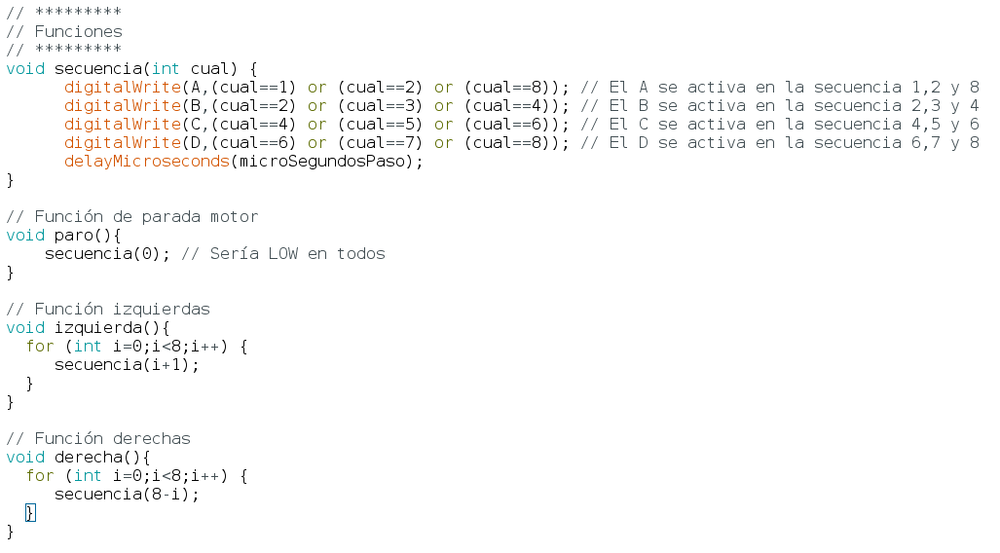 // *********
// Funciones
// *********
void secuencia(int cual) {
      digitalWrite(A,(cual==1) or (cual==2) or (cual==8)); // El A se activa en la secuencia 1,2 y 8
      digitalWrite(B,(cual==2) or (cual==3) or (cual==4)); // El B se activa en la secuencia 2,3 y 4
      digitalWrite(C,(cual==4) or (cual==5) or (cual==6)); // El C se activa en la secuencia 4,5 y 6
      digitalWrite(D,(cual==6) or (cual==7) or (cual==8)); // El D se activa en la secuencia 6,7 y 8
      delayMicroseconds(microSegundosPaso);
}

// Función de parada motor
void paro(){
    secuencia(0); // Sería LOW en todos
}

// Función izquierdas
void izquierda(){
  for (int i=0;i<8;i++) {
     secuencia(i+1);
  }
}

// Función derechas
void derecha(){
  for (int i=0;i<8;i++) {
     secuencia(8-i);
  }
}